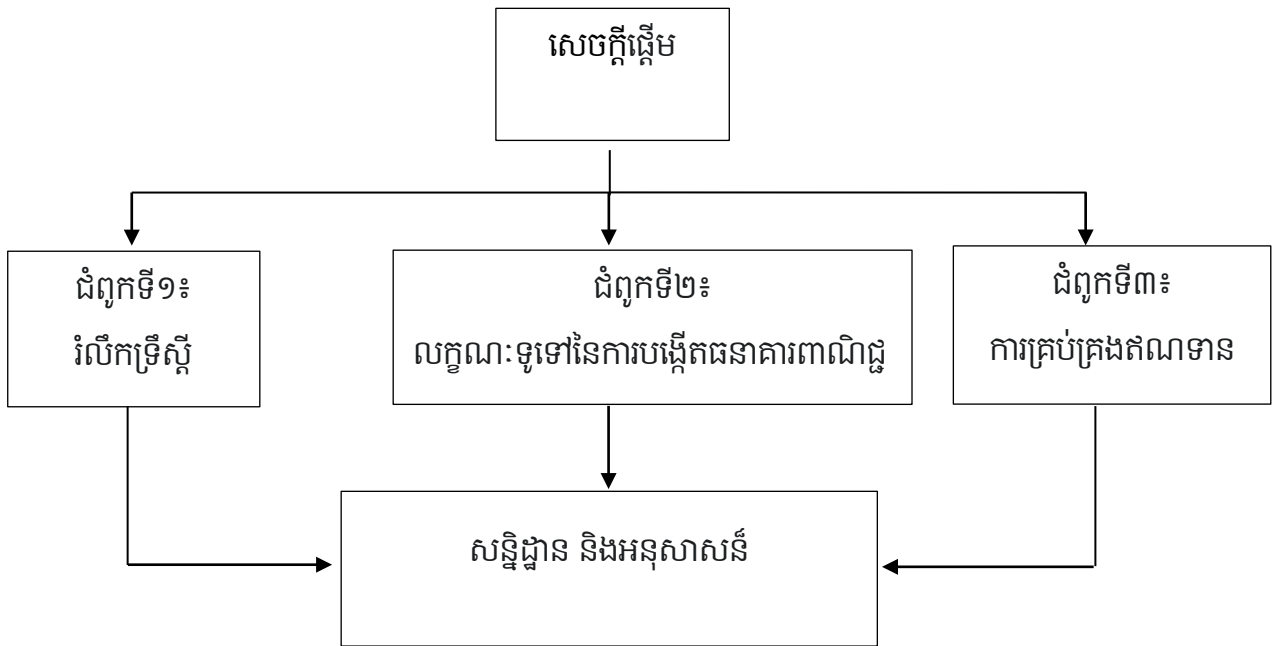 សេចក្តីផ្តើម
ជំពូកទី១៖
រំលឹកទ្រឹស្តី
ជំពូកទី២៖
លក្ខណៈទូទៅនៃការបង្កើតធនាគារពាណិជ្ជ
ជំពូកទី៣៖
ការគ្រប់គ្រងឥណទាន
សន្និដ្ឋាន និងអនុសាសន៏